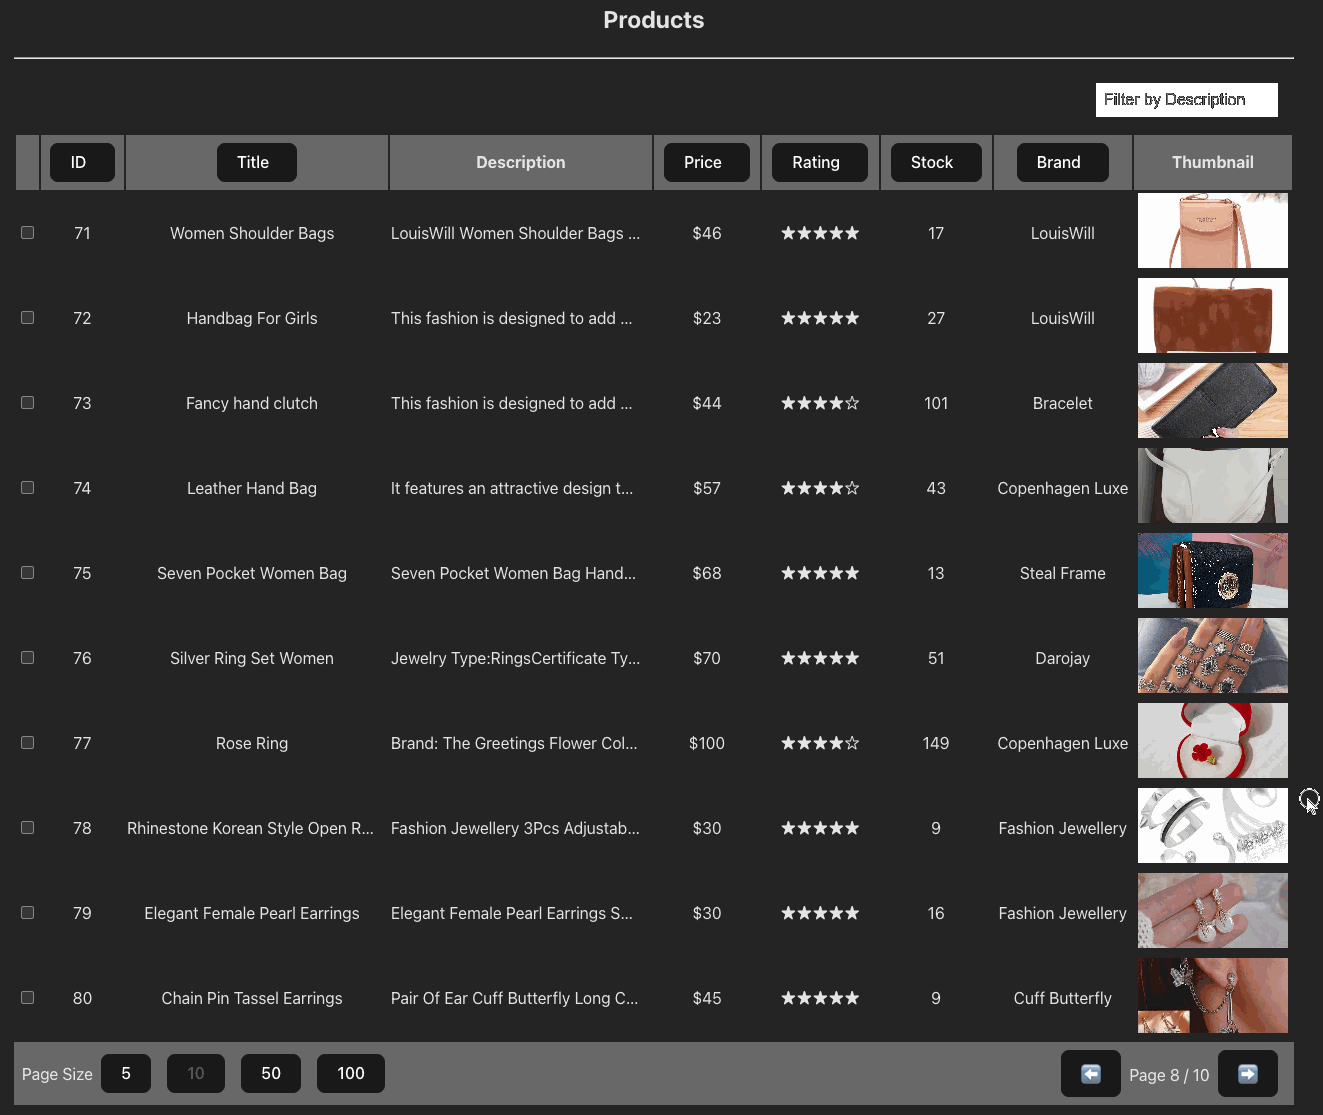 Products
Filter by Description
ID Title Description Price Rating Stock Brand Thumbnail
71 Women Shoulder Bags LouisWill Women Shoulder Bags ... $46 ★★★★★ 17 LouisWill
72 Handbag For Girls This fashion is designed to add ... $23 ★★★★★ 27 LouisWill
73 Fancy hand clutch This fashion is designed to add ... $44 ★★★★☆ 101 Bracelet
74 Leather Hand Bag It features an attractive design t... $57 ★★★★☆ 43 Copenhagen Luxe
75 Seven Pocket Women Bag Seven Pocket Women Bag Hand... $68 ★★★★★ 13 Steal Frame
76 Silver Ring Set Women Jewelry Type:RingsCertificate Ty... $70 ★★★★★ 51 Darojay
77 Rose Ring Brand: The Greetings Flower Col... $100 ★★★★☆ 149 Copenhagen Luxe
78 Rhinestone Korean Style Open R... Fashion Jewellery 3Pcs Adjustab... $30 ★★★★★ 9 Fashion Jewellery
79 Elegant Female Pearl Earrings Elegant Female Pearl Earrings S... $30 ★★★★★ 16 Fashion Jewellery
80 Chain Pin Tassel Earrings Pair Of Ear Cuff Butterfly Long C... $45 ★★★★★ 9 Cuff Butterfly
Page Size 5 10 50 100 ⬅️ Page 8 / 10 ➡️